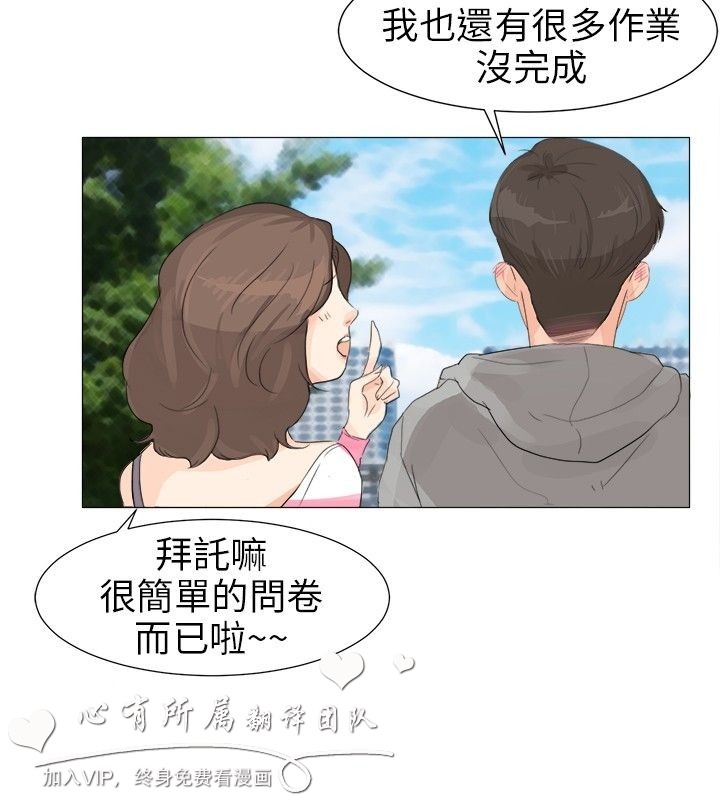 我也還有很多作業
沒完成
拜託嘛
很簡單的問卷
而已啦~~
心有所属翻译团队
加入VIP，终身免费看漫画